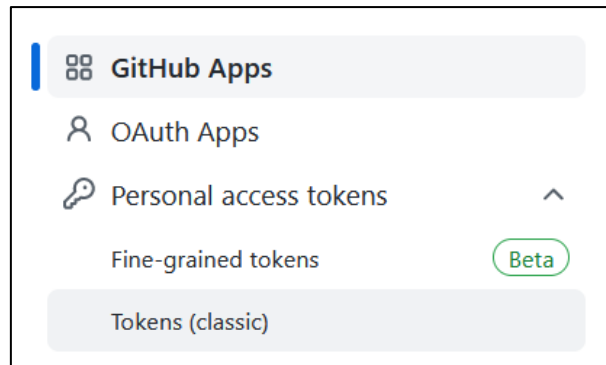 GitHub Apps
OAuth Apps
Personal access tokens
Fine-grained tokens Beta
Tokens (classic)